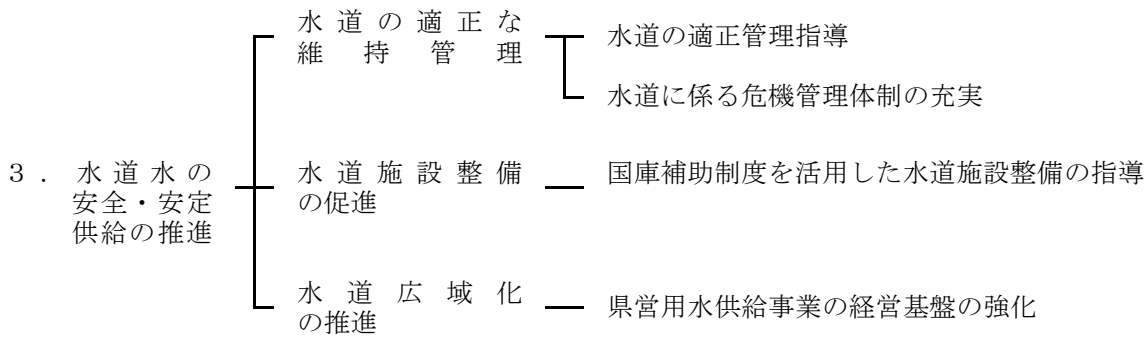 水道の適正な
維持管理
水道の適正管理指導
水道に係る危機管理体制の充実
3．水道水の
安全・安定
供給の推進
水道施設整備
の促進
国庫補助制度を活用した水道施設整備の指導
水道広域化
の推進
県営用水供給事業の経営基盤の強化